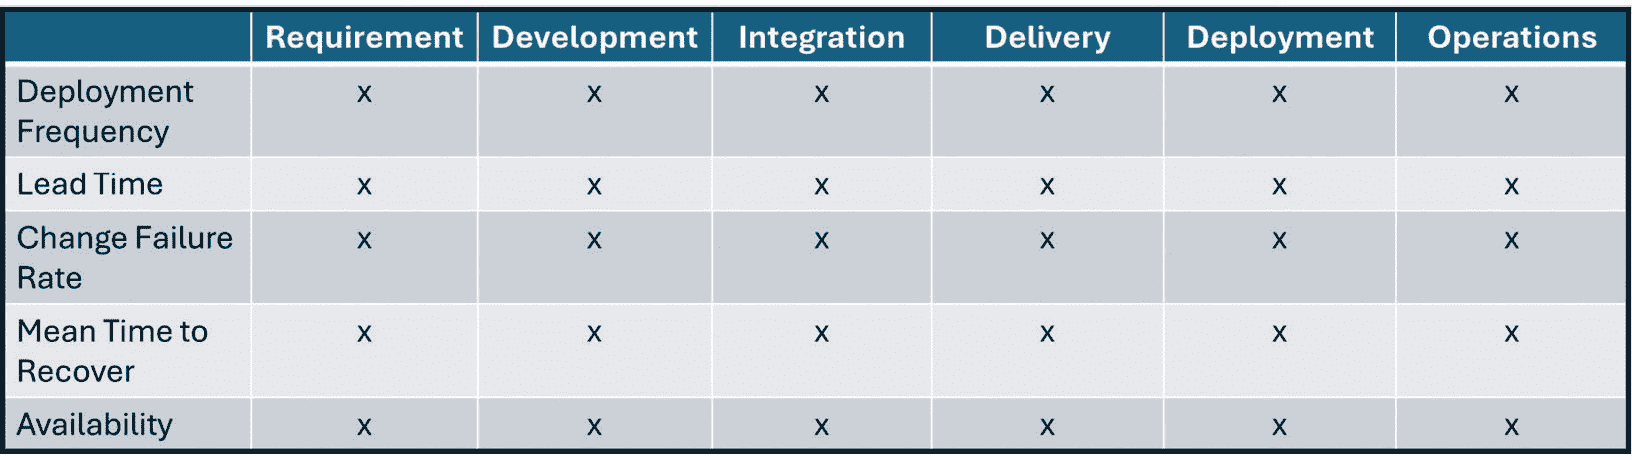 Requirement Development Integration Delivery Deployment Operations
Deployment x x x x x x
Frequency
Lead Time x x x x x x
Change Failure x x x x x x
Rate
Mean Time to x x x x x x
Recover
Availability x x x x x x